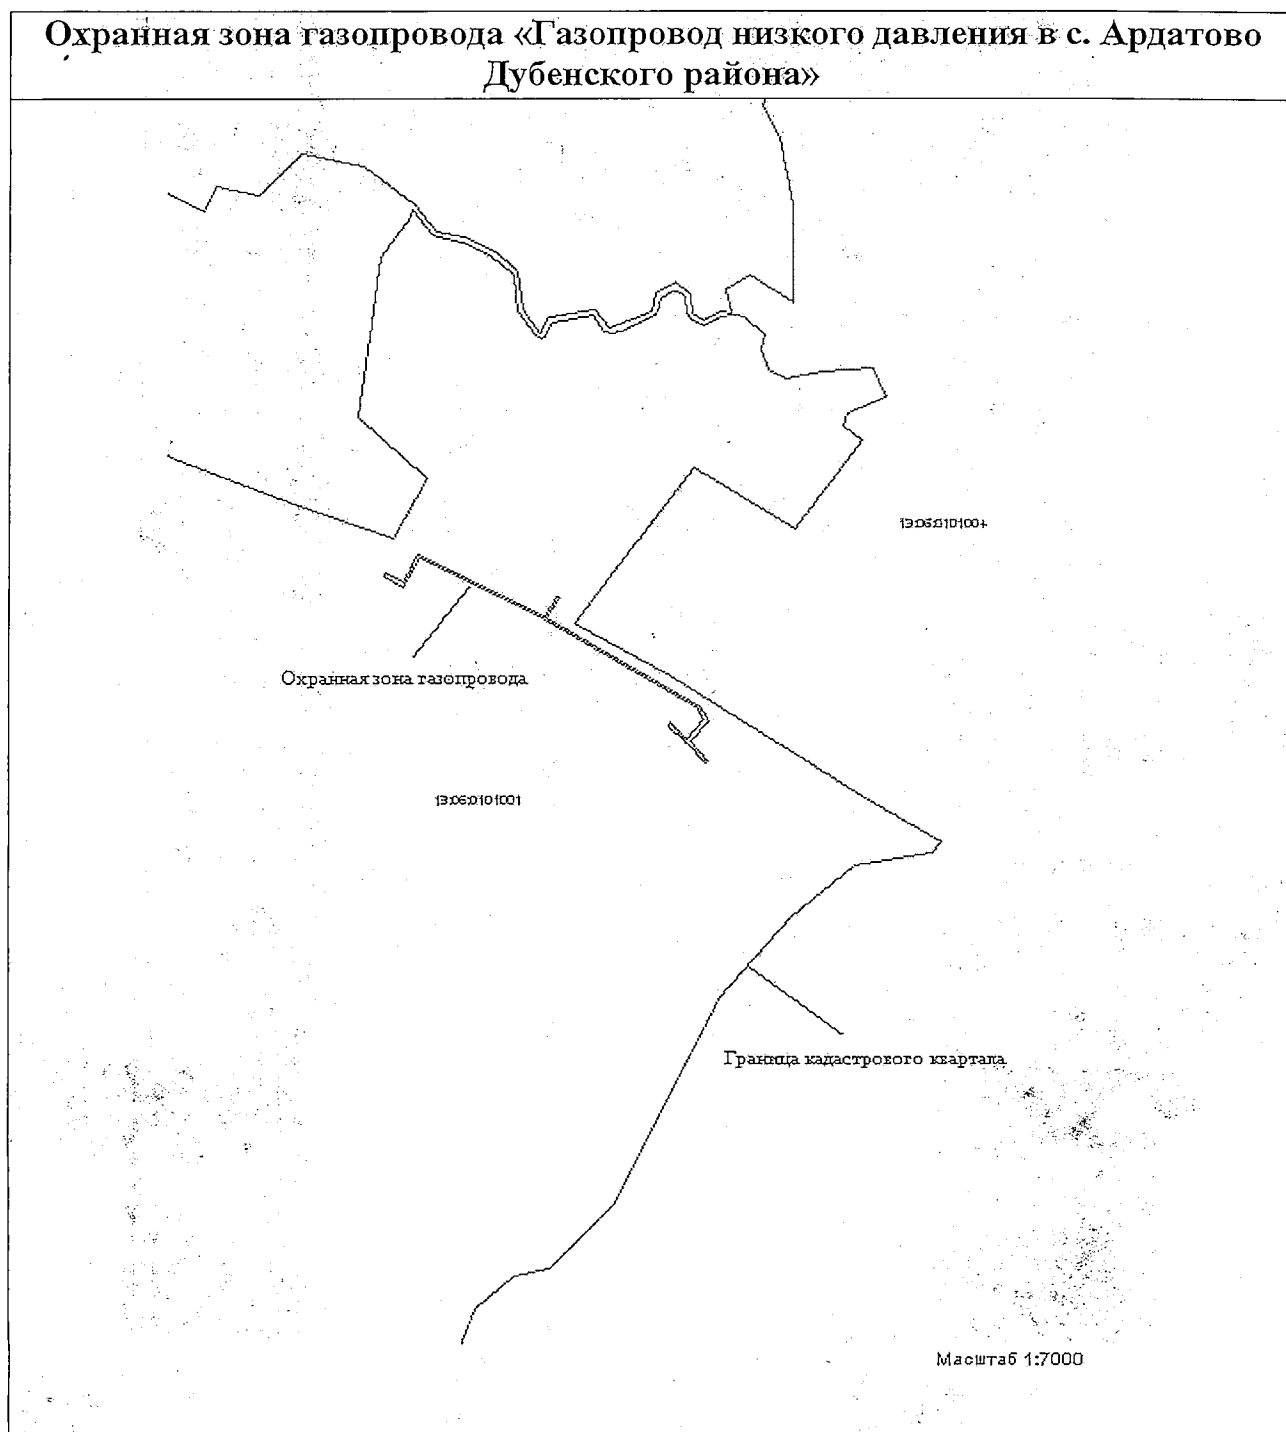 Охранная зона газопровода «Газопровод низкого давления в с. Ардатово
Дубенского района»
13:06:0101004
Охранная зона газопровода
13:06:0101001
Граница кадастрового квартала
Масштаб 1:7000